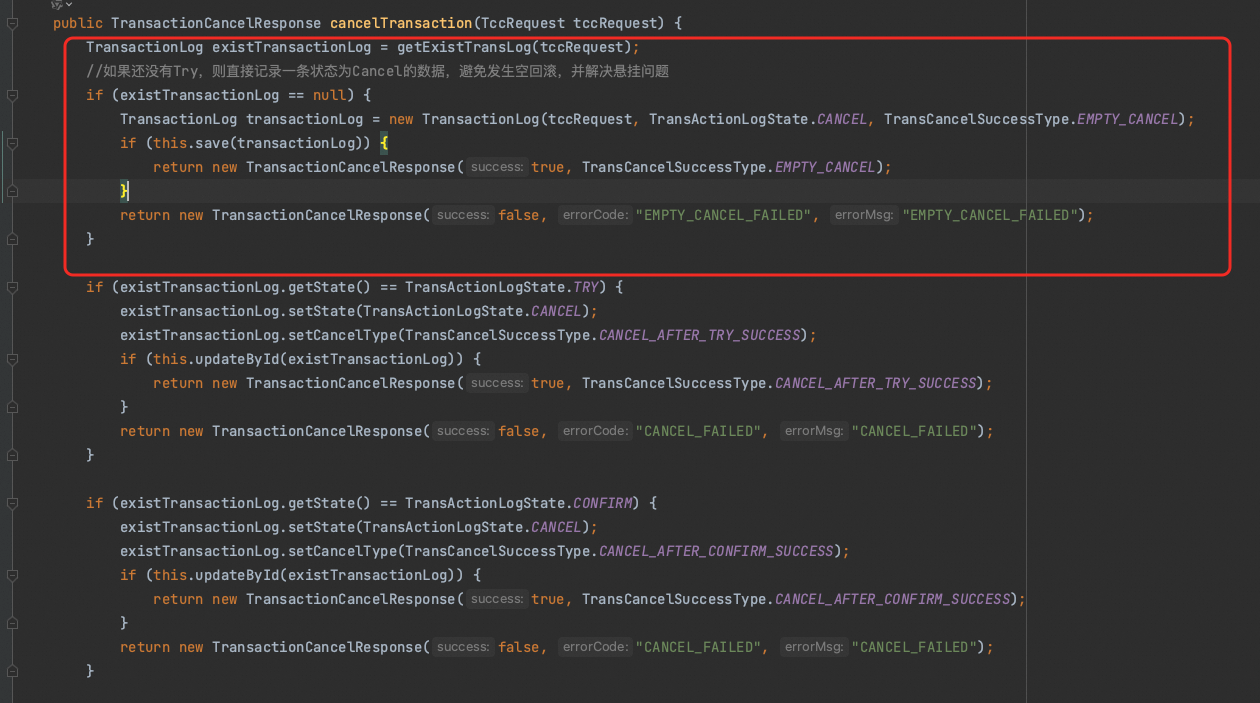 public TransactionCancelResponse cancelTransaction(TccRequest tccRequest) {
TransactionLog existTransactionLog = getExistTransLog(tccRequest);
//如果还没有Try，则直接记录一条状态为Cancel的数据，避免发生空回滚，并解决悬挂问题
if (existTransactionLog == null) {
TransactionLog transactionLog = new TransactionLog(tccRequest, TransActionLogState.CANCEL, TransCancelSuccessType.EMPTY_CANCEL);
if (this.save(transactionLog)) {
return new TransactionCancelResponse( success: true, TransCancelSuccessType.EMPTY_CANCEL);
}
return new TransactionCancelResponse( success: false, errorCode: "EMPTY_CANCEL_FAILED", errorMsg: "EMPTY_CANCEL_FAILED");
}
if (existTransactionLog.getState() == TransActionLogState.TRY) {
existTransactionLog.setState(TransActionLogState.CANCEL);
existTransactionLog.setCancelType(TransCancelSuccessType.CANCEL_AFTER_TRY_SUCCESS);
if (this.updateById(existTransactionLog)) {
return new TransactionCancelResponse( success: true, TransCancelSuccessType.CANCEL_AFTER_TRY_SUCCESS);
}
return new TransactionCancelResponse( success: false, errorCode: "CANCEL_FAILED", errorMsg: "CANCEL_FAILED");
}
if (existTransactionLog.getState() == TransActionLogState.CONFIRM) {
existTransactionLog.setState(TransActionLogState.CANCEL);
existTransactionLog.setCancelType(TransCancelSuccessType.CANCEL_AFTER_CONFIRM_SUCCESS);
if (this.updateById(existTransactionLog)) {
return new TransactionCancelResponse( success: true, TransCancelSuccessType.CANCEL_AFTER_CONFIRM_SUCCESS);
}
return new TransactionCancelResponse( success: false, errorCode: "CANCEL_FAILED", errorMsg: "CANCEL_FAILED");
}